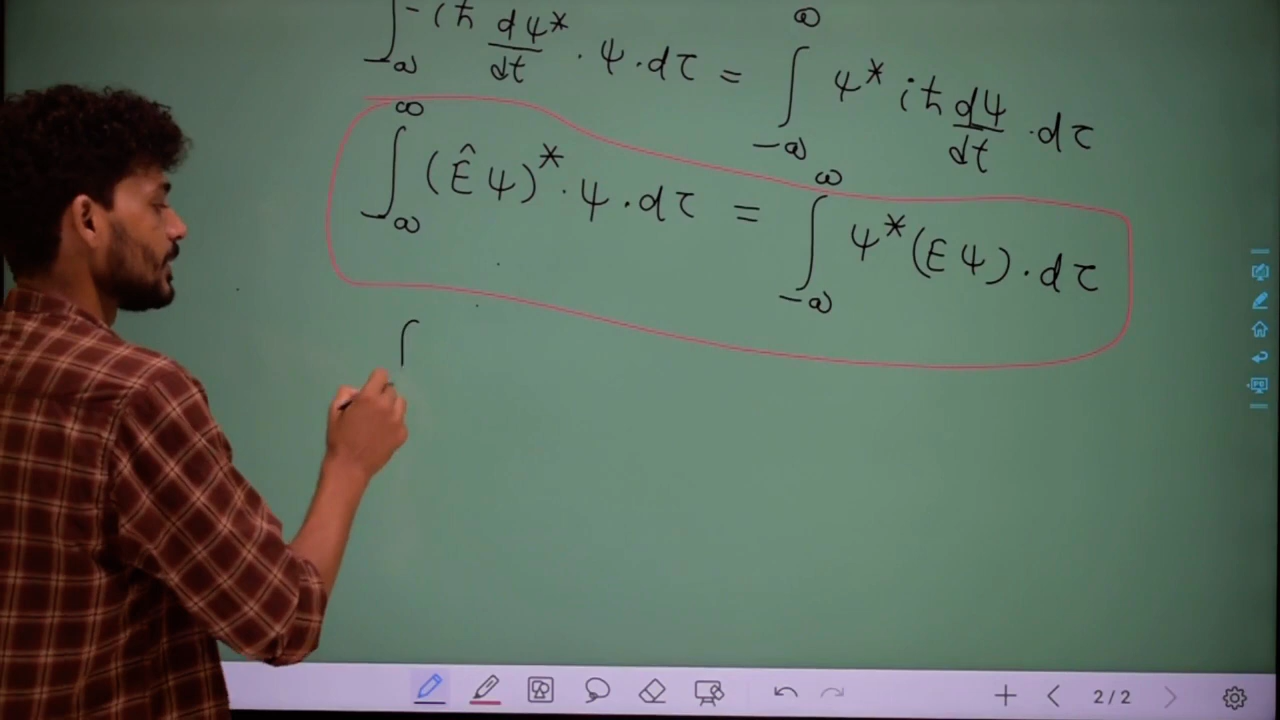 ∫_{-∞} -iħ dψ*/dt · ψ · dτ = ∫_{-∞}^{∞} ψ* iħ dψ/dt · dτ
∫_{-∞}^{∞} (Êψ)* · ψ · dτ = ∫_{-∞}^{∞} ψ* (Eψ) · dτ
∫
2/2